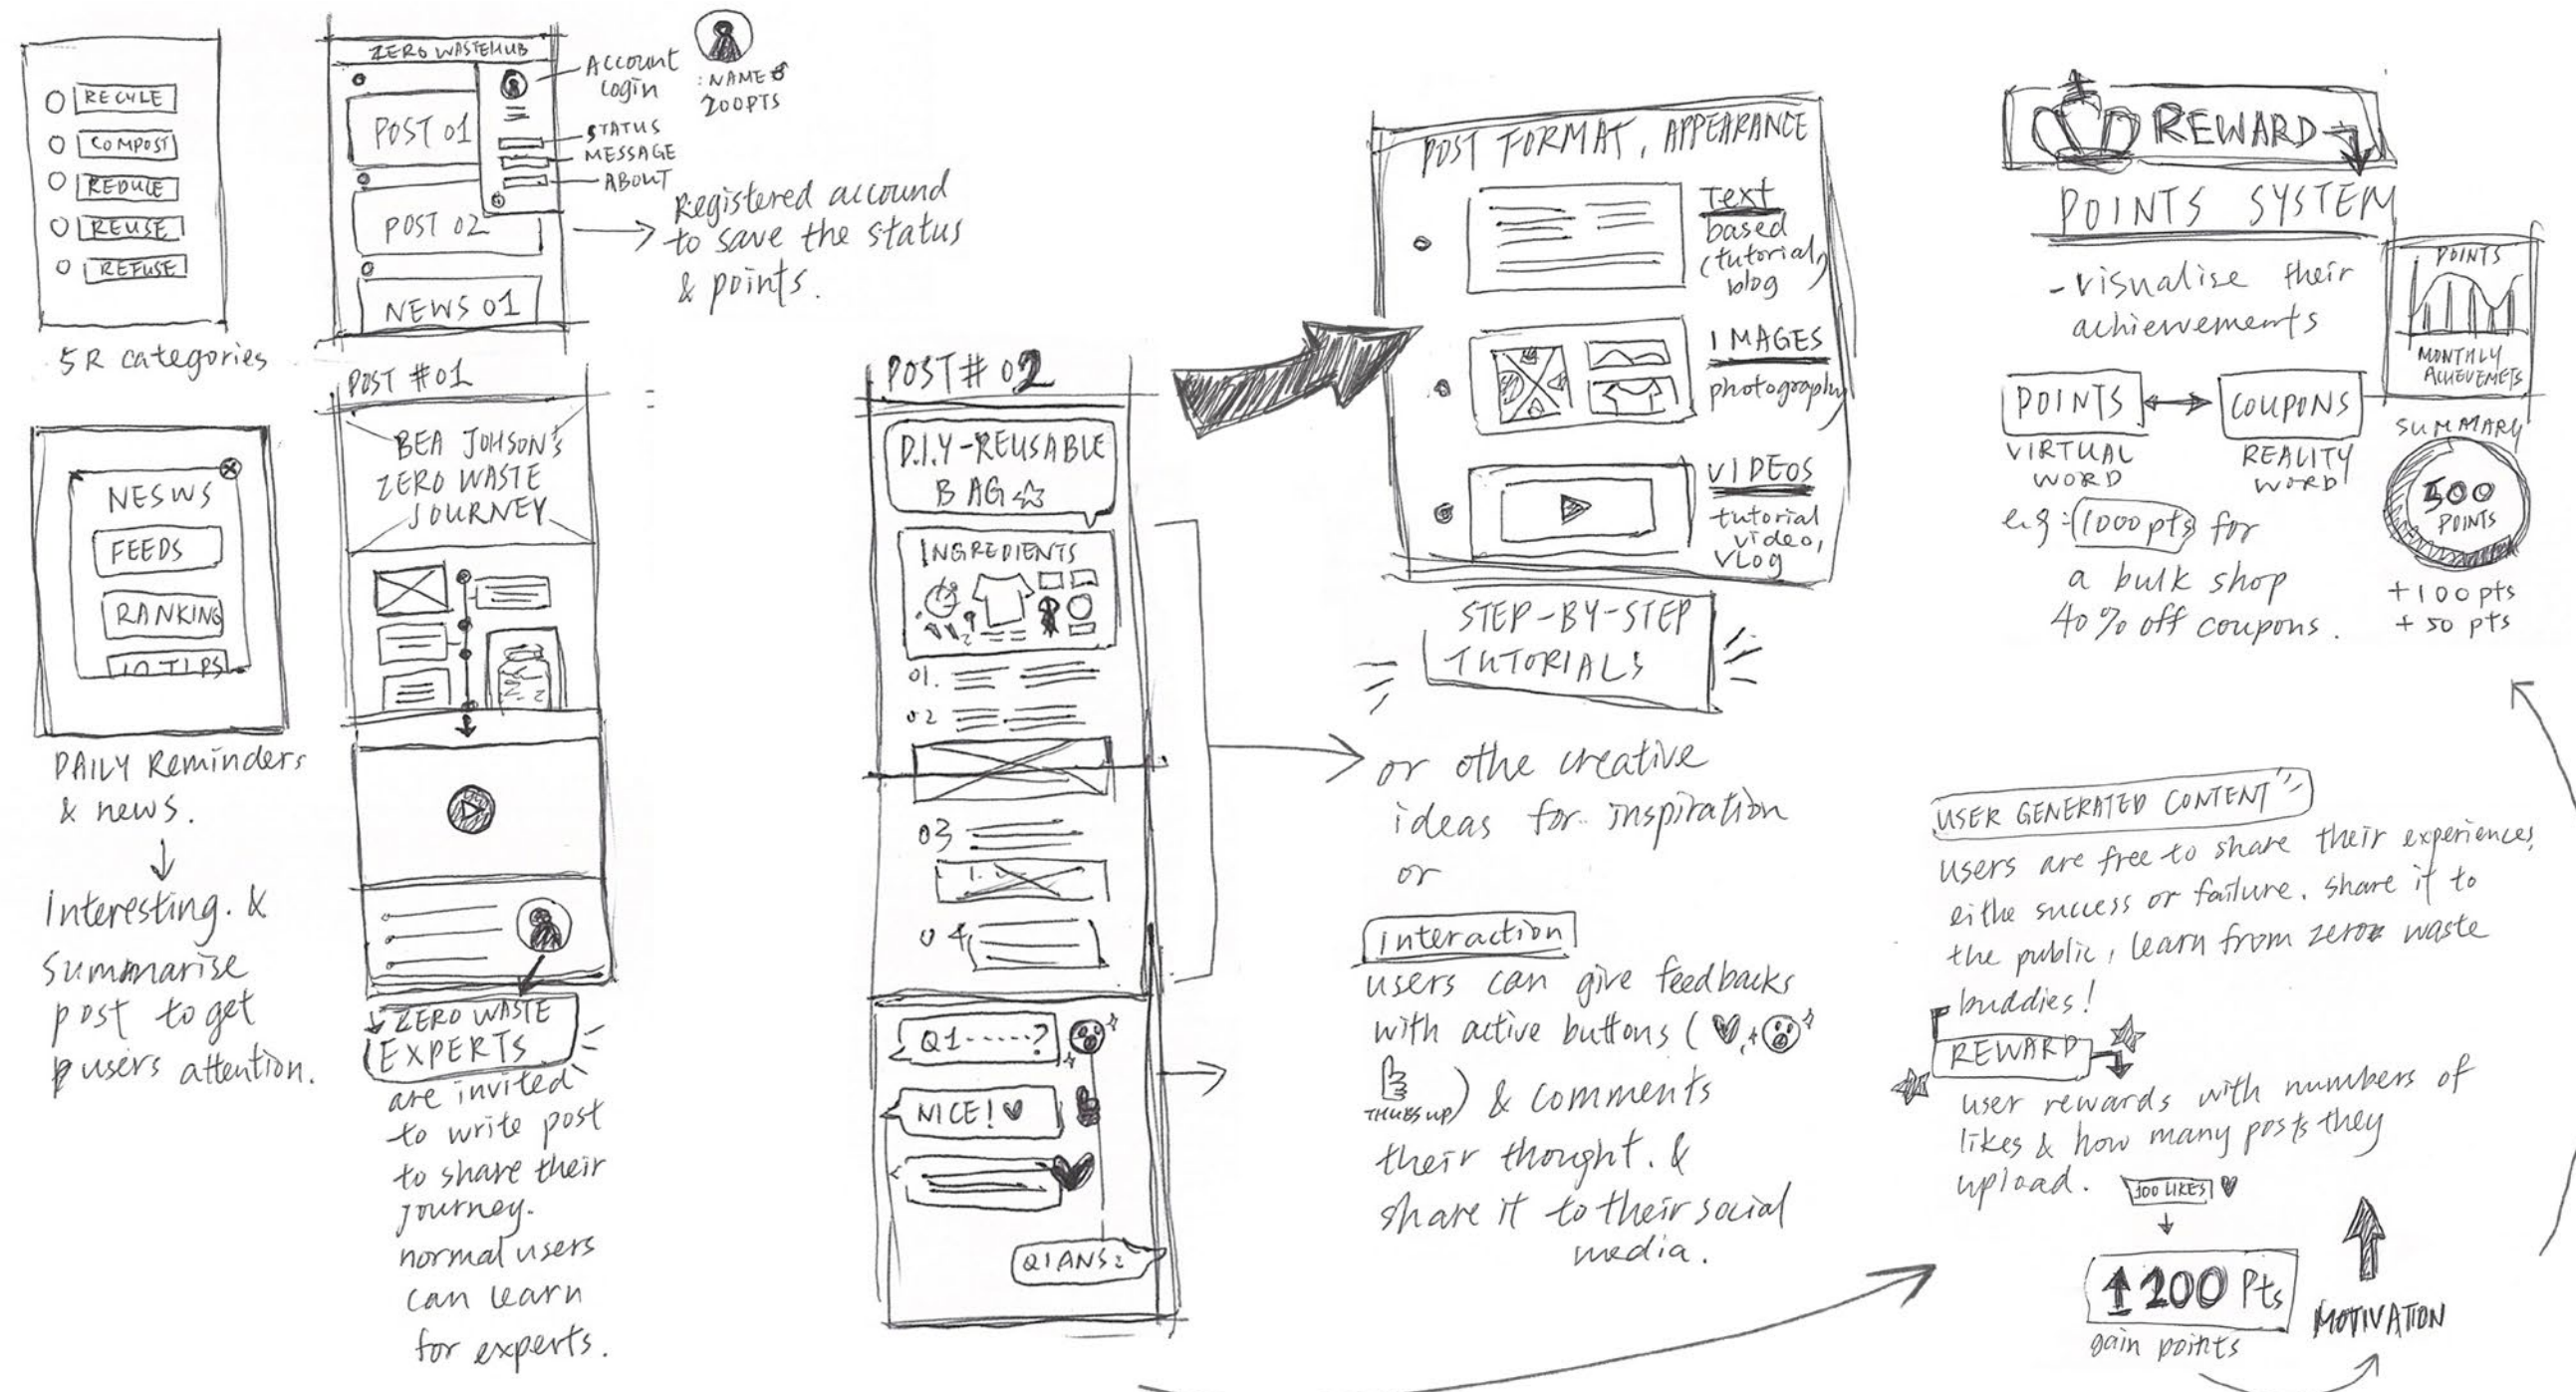 RECYLE
COMPOST
REDUCE
REUSE
REFUSE
5R categories
ZERO WASTEHUB
POST 01
POST 02
NEWS 01
Account
login
STATUS
MESSAGE
ABOUT
: NAME
200PTS
Registered accound
to save the status
& points.
NESWS
FEEDS
RANKING
10 TIPS
DAILY Reminders
& news.
Interesting. &
Summarise
post to get
users attention.
POST #01
BEA JOHSON'S
ZERO WASTE
JOURNEY
ZERO WASTE
EXPERTS
are invited
to write post
to share their
journey.
normal users
can learn
for experts.
POST # 02
D.I.Y-REUSABLE
BAG
INGREDIENTS
01.
02
03
04
Q1-----?
NICE!
Q1ANS:
POST FORMAT, APPEARANCE
Text
based
(tutorial,
blog
IMAGES
photography
VIDEOS
tutorial
video,
vlog
STEP-BY-STEP
TUTORIALS
or othe creative
ideas for inspiration
or
Interaction
users can give feedbacks
with active buttons (
) & comments
their thought. &
share it to their social
media.
REWARD
POINTS SYSTEM
- visualise their
achievements
POINTS
MONTHLY
POINTS
VIRTUAL
WORD
COUPONS
REALITY
WORD
e.g : 1000pts for
a bulk shop
40% off coupons.
SUMMARY
500
POINTS
+100pts
+ 50 pts
USER GENERATED CONTENT
users are free to share their experiences,
eithe success or failure. share it to
the public, learn from zero waste
buddies!
REWARD
user rewards with numbers of
likes & how many posts they
upload.
100 LIKES
200 Pts
gain points
MOTIVATION